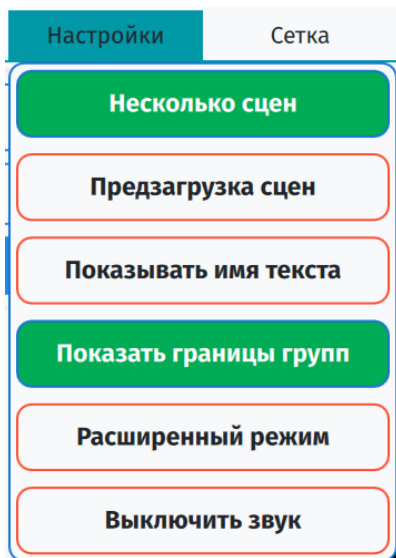 Настройки Сетка
Несколько сцен
Предзагрузка сцен
Показывать имя текста
Показать границы групп
Расширенный режим
Выключить звук